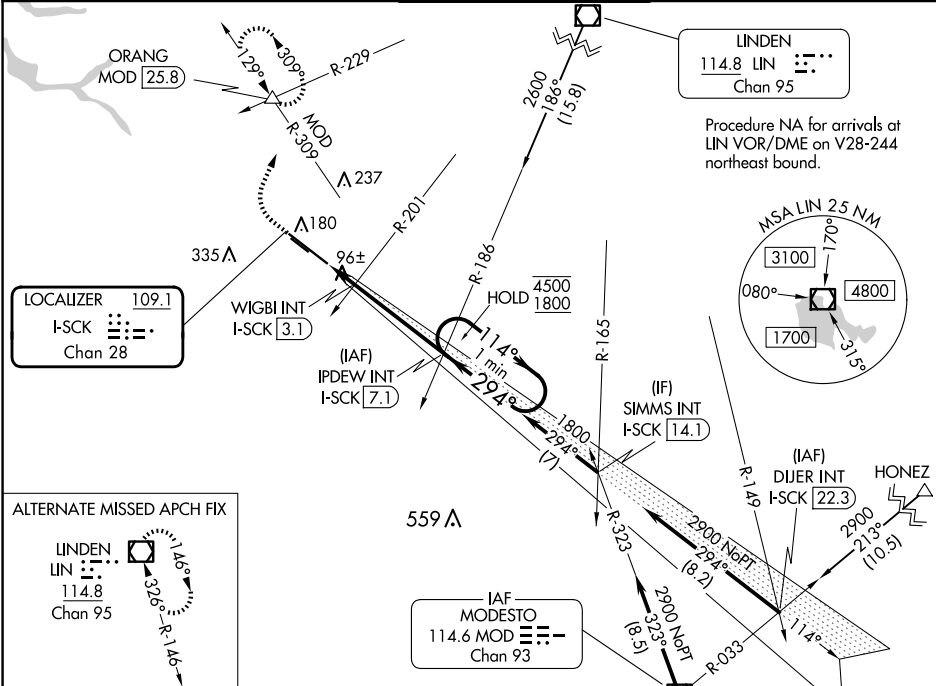 ORANG
MOD 25.8
129°
309°
R-229
MOD
R-309
2600
186°
(15.8)
LINDEN
114.8 LIN
Chan 95
Procedure NA for arrivals at
LIN VOR/DME on V28-244
northeast bound.
237
180
335
96±
R-201
R-186
LOCALIZER 109.1
I-SCK
Chan 28
WIGBI INT
I-SCK 3.1
(IAF)
IPDEW INT
I-SCK 7.1
HOLD 4500
1800
114°
1 min
294°
R-165
MSA LIN 25 NM
3100
170°
080°
4800
1700
315°
(IF)
SIMMS INT
I-SCK 14.1
1800
294°
(7)
R-149
(IAF)
DIJER INT
I-SCK 22.3
HONEZ
2900
213°
(10.5)
2900 NoPT
294°
(8.2)
R-323
559
ALTERNATE MISSED APCH FIX
LINDEN
LIN
114.8
Chan 95
146°
326°
R-146
IAF
MODESTO
114.6 MOD
Chan 93
2900 NoPT
323°
(8.5)
R-033
114°